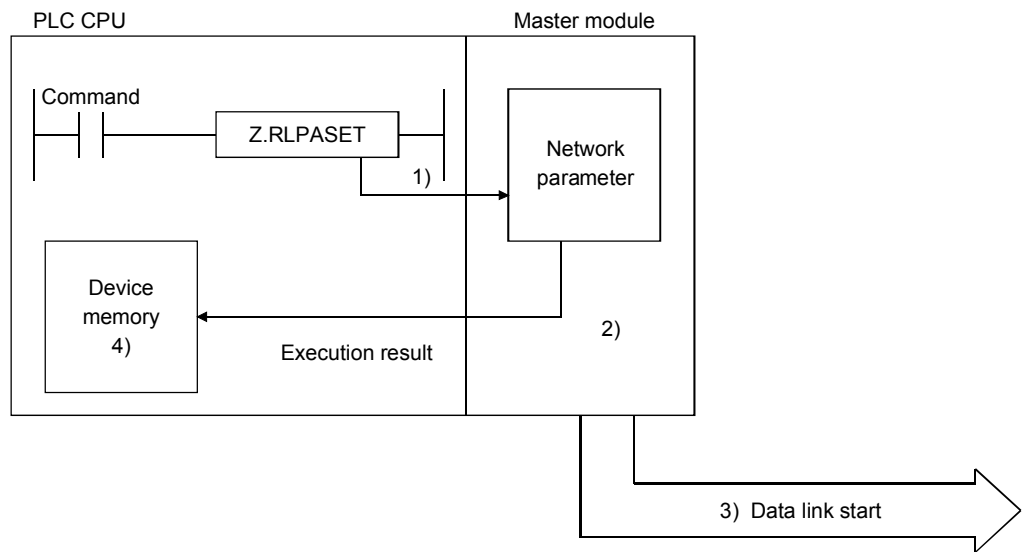 PLC CPU
Master module
Command
Z.RLPASET
1)
Network
parameter
Device
memory
4)
Execution result
2)
3) Data link start